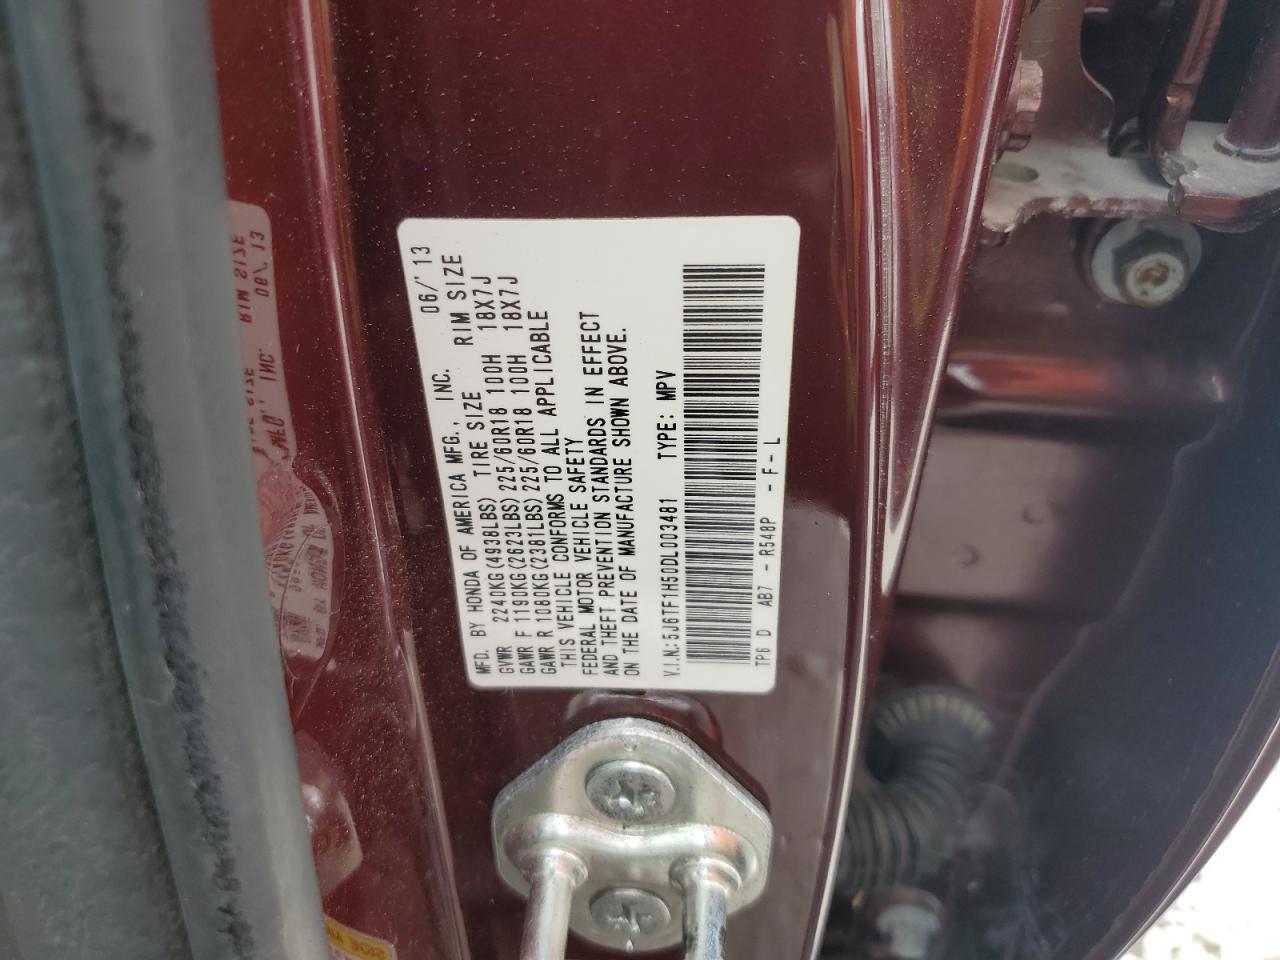 MFD. BY HONDA OF AMERICA MFG., INC. 06/'13
GVWR 2240KG(4938LBS) TIRE SIZE RIM SIZE
GAWR F 1190KG(2623LBS) 225/60R18 100H 18X7J
GAWR R 1080KG(2381LBS) 225/60R18 100H 18X7J
THIS VEHICLE CONFORMS TO ALL APPLICABLE
FEDERAL MOTOR VEHICLE SAFETY
AND THEFT PREVENTION STANDARDS IN EFFECT
ON THE DATE OF MANUFACTURE SHOWN ABOVE.
V.I.N.: 5J6TF1H50DL003481 TYPE: MPV
TP6 D AB7 - R548P - F - L